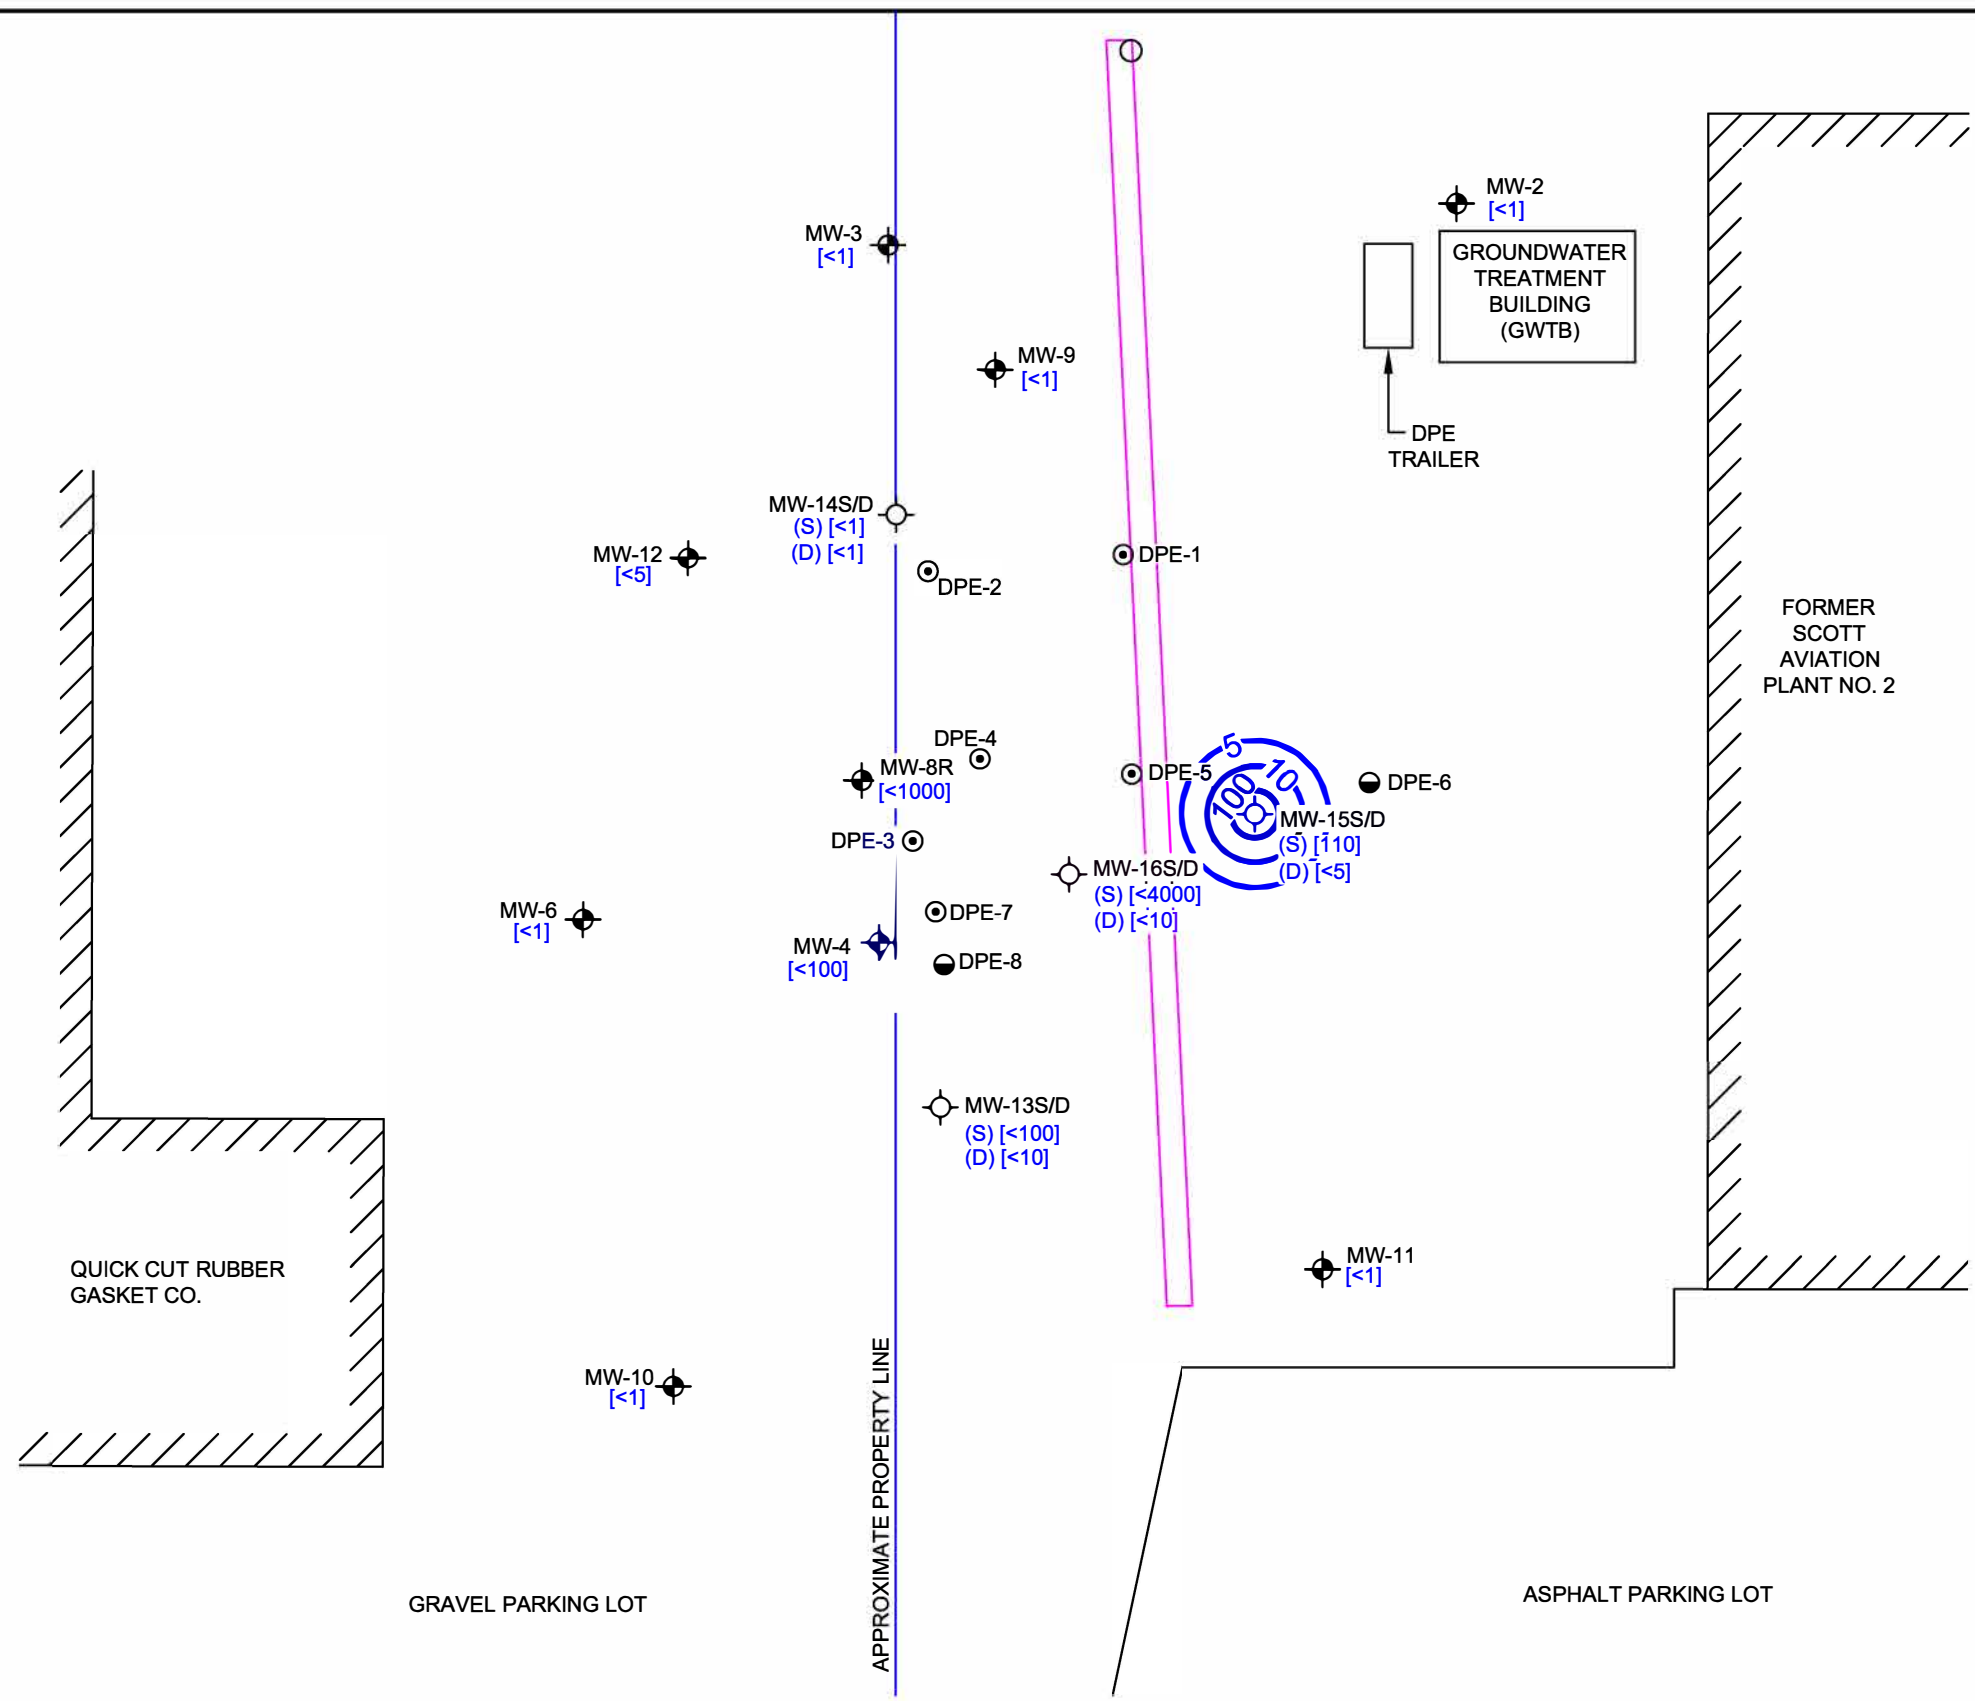 MW-2
[<1]
MW-3
[<1]
GROUNDWATER
TREATMENT
BUILDING
(GWTB)
MW-9
[<1]
DPE
TRAILER
MW-14S/D
(S) [<1]
(D) [<1]
MW-12
[<5]
DPE-1
DPE-2
FORMER
SCOTT
AVIATION
PLANT NO. 2
DPE-4
MW-8R
[<1000]
DPE-5
5
10
100
DPE-6
MW-15S/D
(S) [110]
(D) [<5]
DPE-3
MW-16S/D
(S) [<4000]
(D) [<10]
MW-6
[<1]
DPE-7
MW-4
[<100]
DPE-8
MW-13S/D
(S) [<100]
(D) [<10]
QUICK CUT RUBBER
GASKET CO.
MW-11
[<1]
MW-10
[<1]
APPROXIMATE PROPERTY LINE
GRAVEL PARKING LOT
ASPHALT PARKING LOT